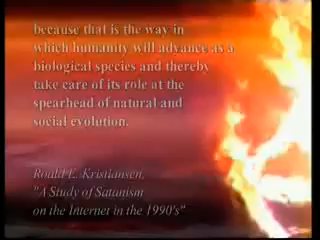 because that is the way in
which humanity will advance as a
biological species and thereby
take care of its role at the
spearhead of natural and
social evolution.
Roald E. Kristiansen,
"A Study of Satanism
on the Internet in the 1990's"